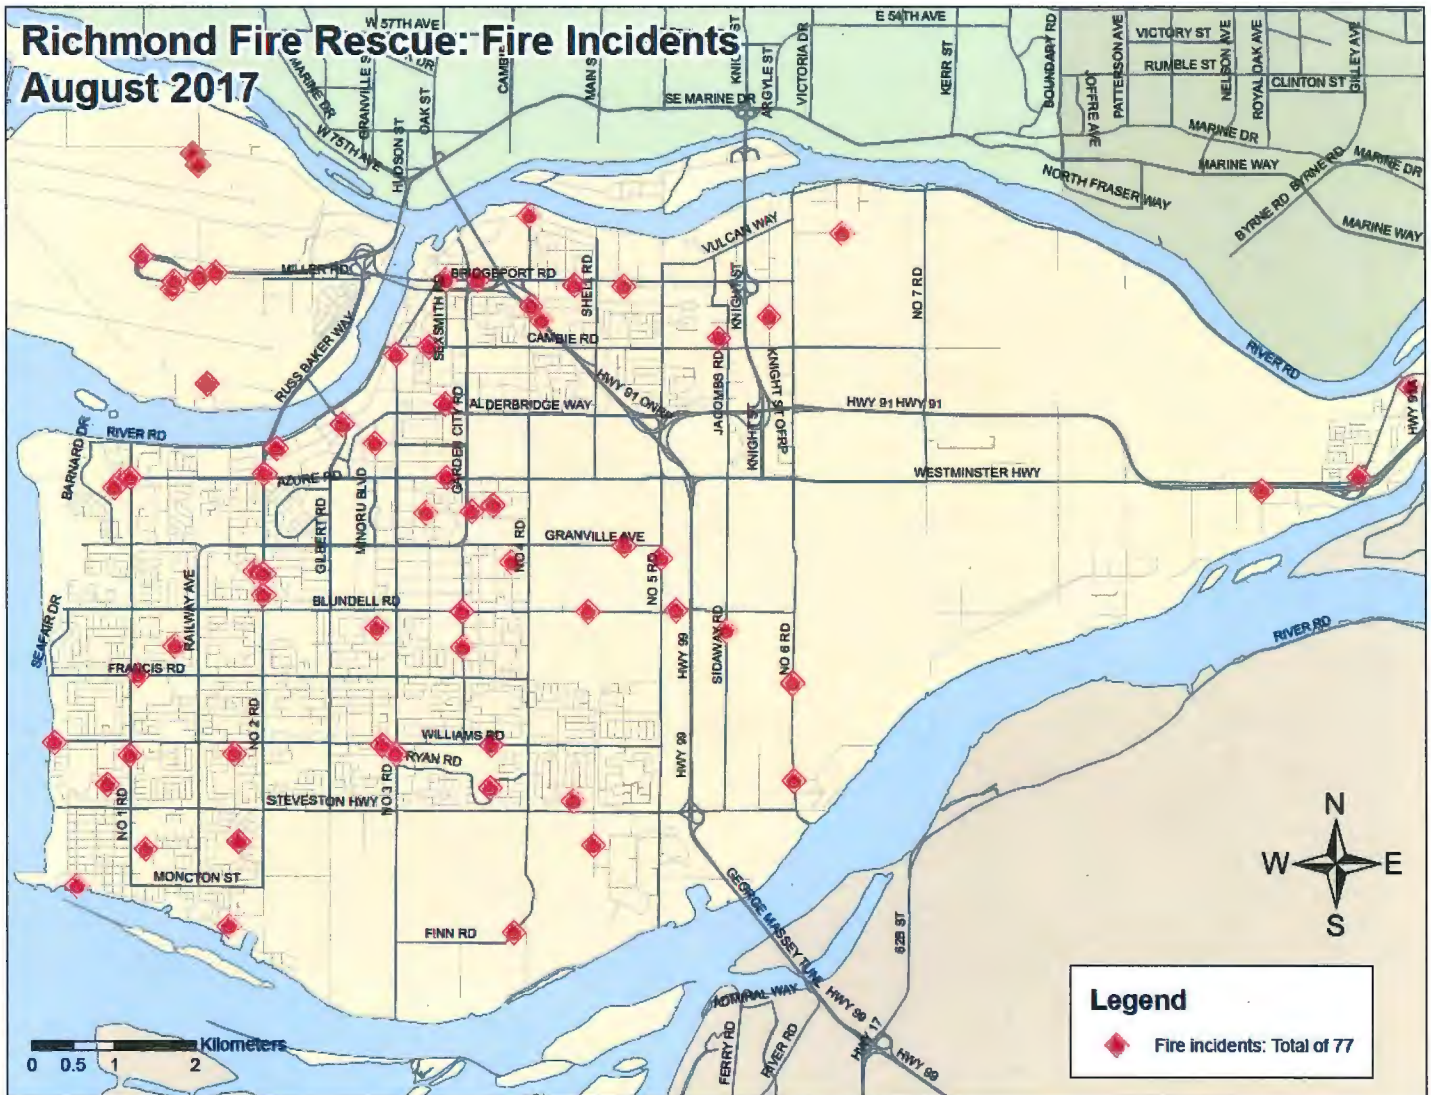 Richmond Fire Rescue: Fire Incidents
August 2017
W 57TH AVE
E 54TH AVE
VICTORY ST
RUMBLE ST
CLINTON ST
BOUNDARY RD
JOFFRE AVE
PATTERSON AVE
NELSON AVE
ROYAL OAK AVE
GILLEY AVE
MARINE DR
GRANVILLE S
OAK ST
CAMBIE
MAIN S
SE MARINE DR
KNIG
ST
ARGYLE ST
VICTORIA DR
KERR ST
W 75TH AVE
HUDSON ST
MARINE DR
MARINE WAY
MARINE DR
NORTH FRASER WAY
BYRNE RD
BYRNE RD
MARINE WAY
VULCAN WAY
MILLER RD
BRIDGEPORT RD
SHELL RD
KNIGHT ST
NO 7 RD
SEXSMITH RD
CAMBIE RD
RUSS BAKER WAY
JACOMBS RD
KNIGHT ST OFRP
RIVER RD
HWY 91 ONRP
HWY 91
HWY 91
HWY 91A
ALDERBRIDGE WAY
GARDEN CITY RD
KNIGHT ST
BARNARD DR
RIVER RD
AZURE RD
WESTMINSTER HWY
GILBERT RD
MINORU BLVD
NO 4 RD
GRANVILLE AVE
NO 5 RD
SEAFAIR DR
RAILWAY AVE
BLUNDELL RD
HWY 99
SIDAWAY RD
NO 6 RD
RIVER RD
FRANCIS RD
NO 2 RD
WILLIAMS RD
RYAN RD
HWY 99
NO 1 RD
STEVESTON HWY
NO 3 RD
MONCTON ST
FINN RD
GEORGE MASSEY TUNL
62B ST
ADMIRAL WAY
HWY 99
FERRY RD
RIVER RD
HWY 17
HWY 99
N
W
E
S
Legend
Fire incidents: Total of 77
Kilometers
0 0.5 1 2